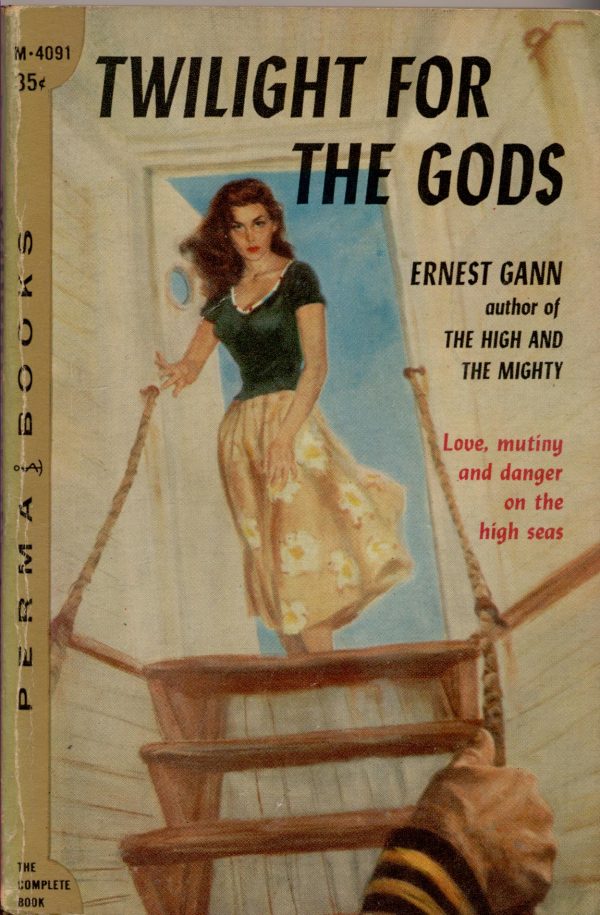 M·4091
35¢
TWILIGHT FOR
THE GODS
ERNEST GANN
author of
THE HIGH AND
THE MIGHTY
Love, mutiny
and danger
on the
high seas
PERMA BOOKS
THE
COMPLETE
BOOK